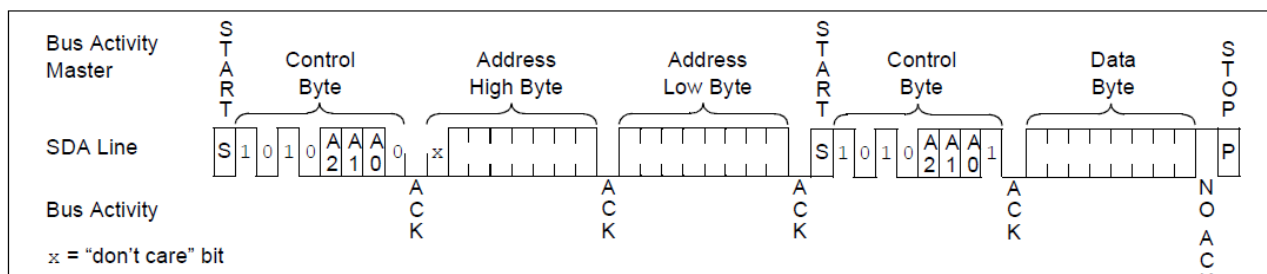 Bus Activity
Master
START
Control
Byte
Address
High Byte
Address
Low Byte
START
Control
Byte
Data
Byte
STOP
SDA Line
S 1 0 1 0 A2 A1 A0 0 x S 1 0 1 0 A2 A1 A0 1 P
Bus Activity
ACK
ACK
ACK
ACK
NO AC
x = “don’t care” bit